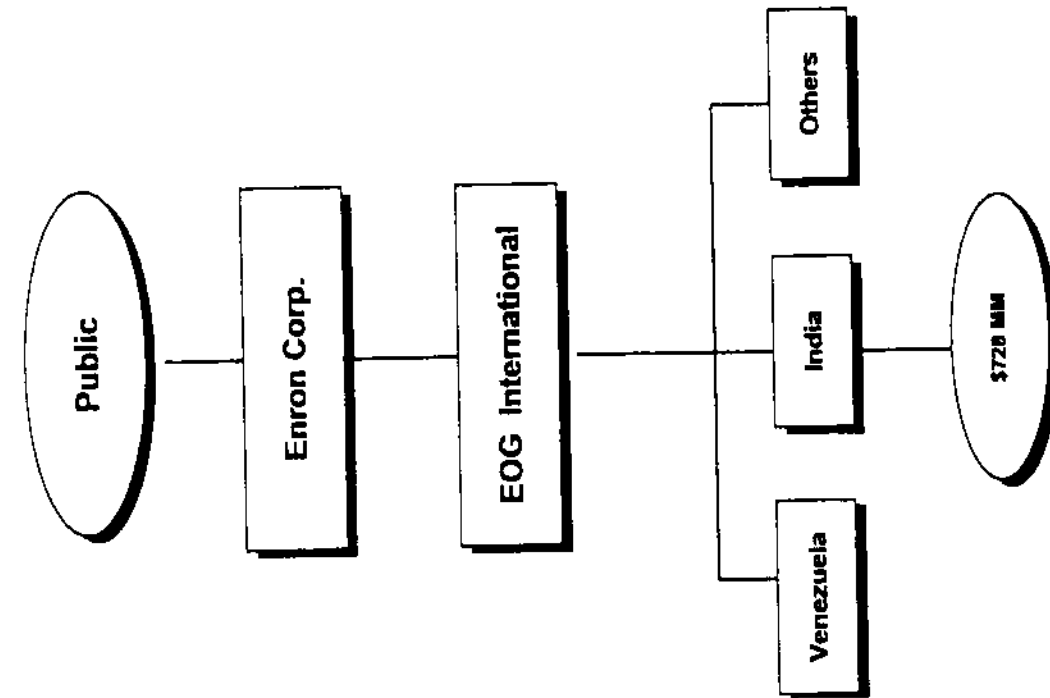 Public
Enron Corp.
EOG International
Venezuela
India
Others
$728 MM